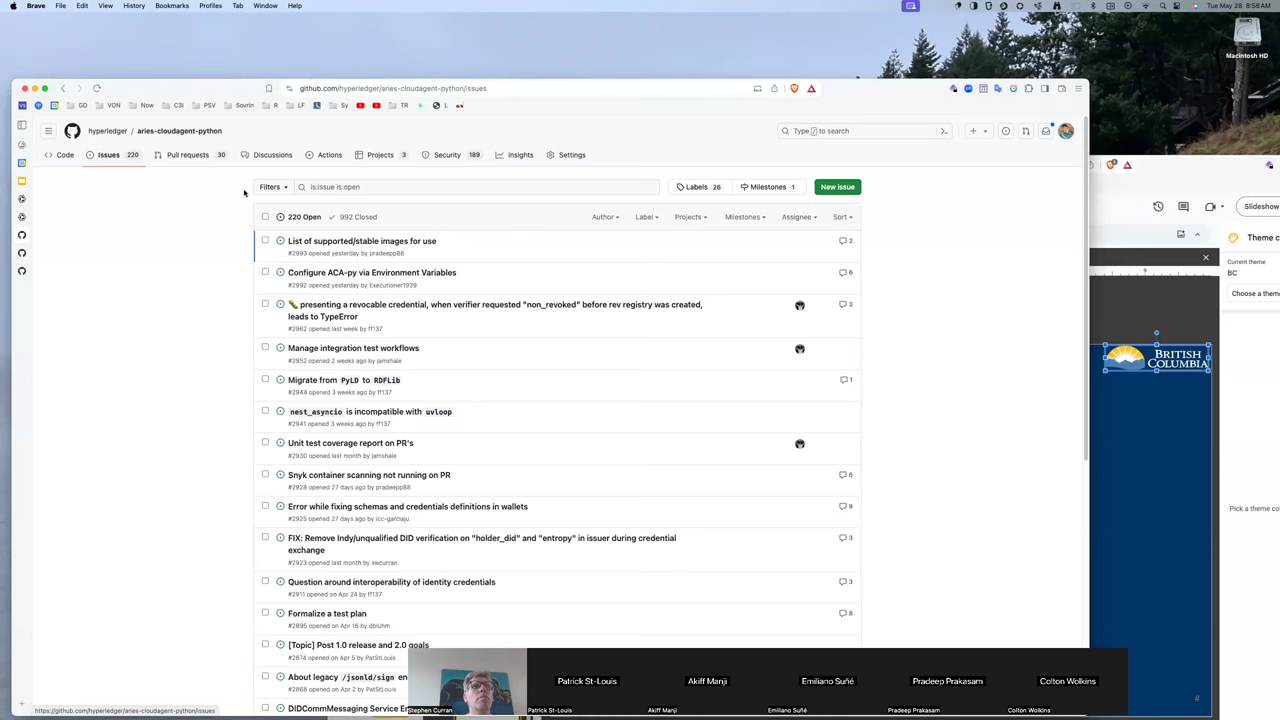 Brave File Edit View History Bookmarks Profiles Tab Window Help
Tue May 28 8:56 AM
Macintosh HD
github.com/hyperledger/aries-cloudagent-python/issues
GD VON Now C3I PSV Sovrin R LF Sy TR L
hyperledger / aries-cloudagent-python
Type / to search
Code Issues 220 Pull requests 30 Discussions Actions Projects 3 Security 189 Insights Settings
Filters is:issue is:open Labels 26 Milestones 1 New issue
220 Open 992 Closed Author Label Projects Milestones Assignee Sort
List of supported/stable images for use 2
#2993 opened yesterday by pradeepp88
Configure ACA-py via Environment Variables 6
#2992 opened yesterday by Executioner1939
presenting a revocable credential, when verifier requested "non_revoked" before rev registry was created, 3
leads to TypeError
#2962 opened last week by ff137
Manage integration test workflows
#2952 opened 2 weeks ago by jamshale
Migrate from PyLD to RDFLib 1
#2944 opened 3 weeks ago by ff137
nest_asyncio is incompatible with uvloop
#2941 opened 3 weeks ago by ff137
Unit test coverage report on PR's
#2930 opened last month by jamshale
Snyk container scanning not running on PR 6
#2928 opened 27 days ago by pradeepp88
Error while fixing schemas and credentials definitions in wallets 9
#2925 opened 27 days ago by icc-garciaju
FIX: Remove Indy/unqualified DID verification on "holder_did" and "entropy" in issuer during credential 3
exchange
#2923 opened last month by swcurran
Question around interoperability of identity credentials 3
#2911 opened on Apr 24 by ff137
Formalize a test plan 8
#2895 opened on Apr 16 by dbluhm
[Topic] Post 1.0 release and 2.0 goals
#2874 opened on Apr 5 by PatStLouis
About legacy /jsonld/sign en
#2868 opened on Apr 2 by PatStLouis
DIDCommMessaging Service E
https://github.com/hyperledger/aries-cloudagent-python/issues
Slideshow
Theme c
Current theme
BC
Choose a them
9
BRITISH
COLUMBIA
Pick a theme co
#
Patrick St-Louis Akiff Manji Emiliano Suñé Pradeep Prakasam Colton Wolkins
Stephen Curran Patrick St-Louis Akiff Manji Emiliano Suñé Pradeep Prakasam Colton Wolkins